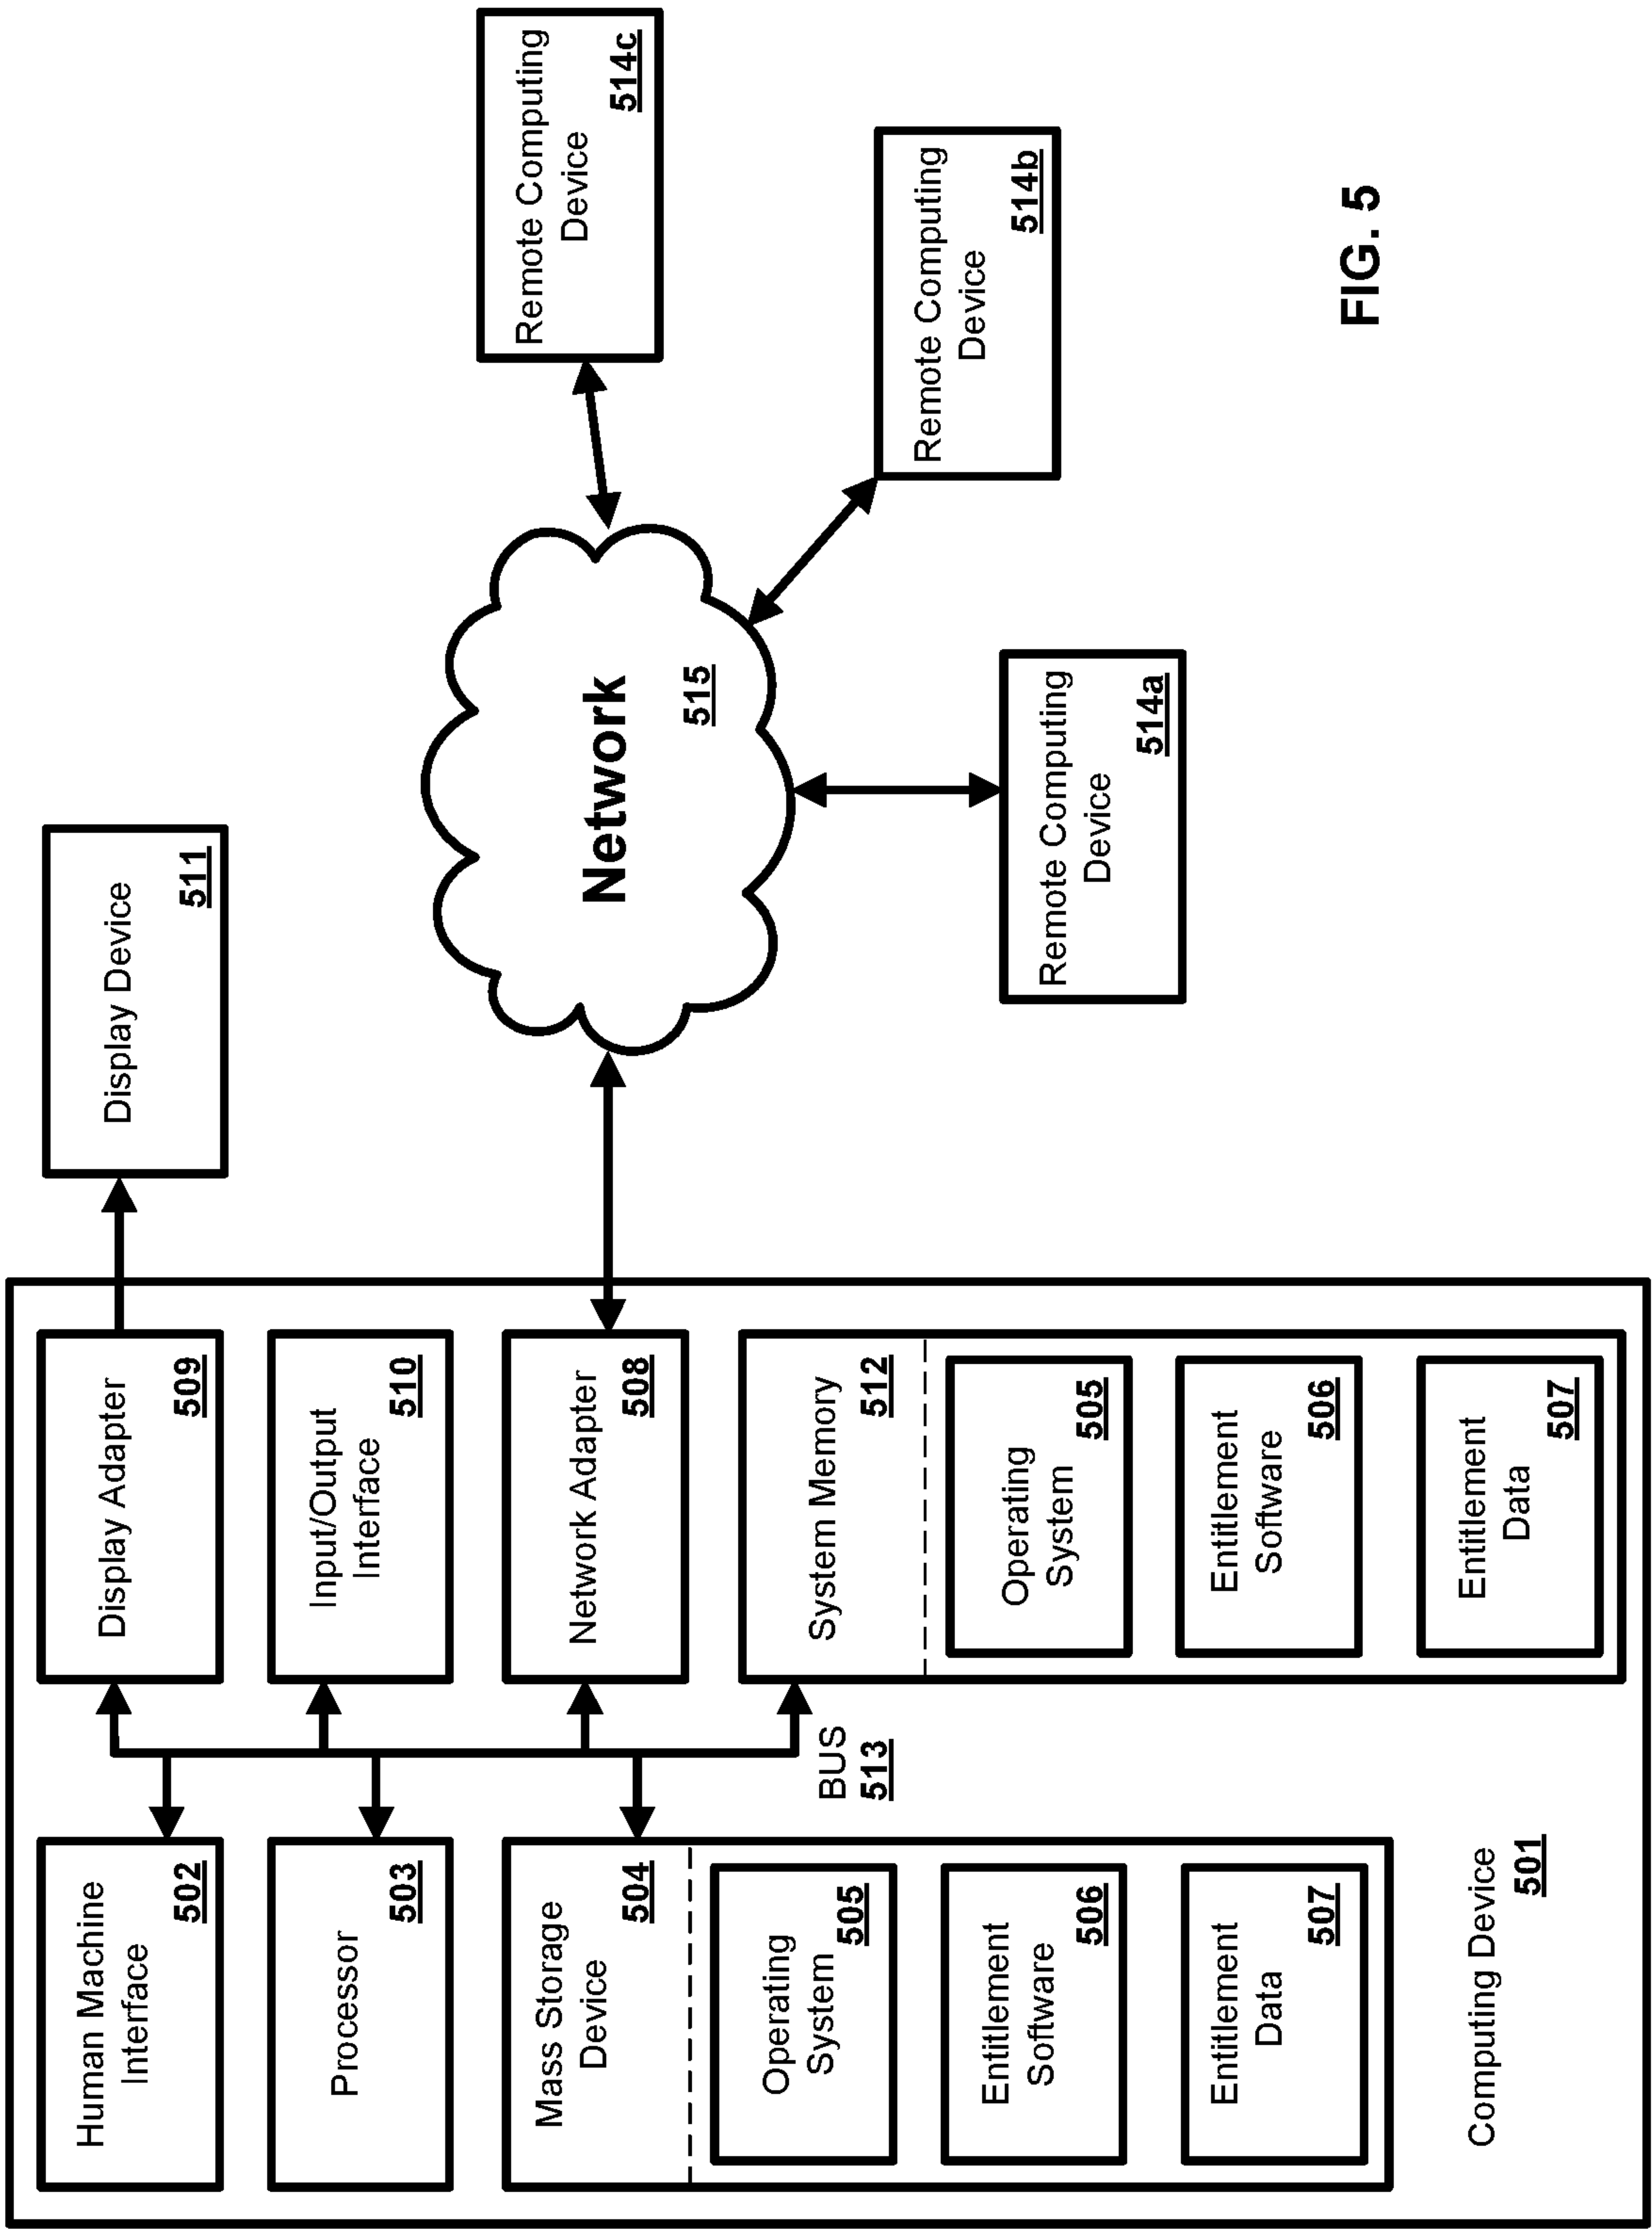 Human Machine
Interface
502
Processor
503
Mass Storage
Device
504
Operating
System
505
Entitlement
Software
506
Entitlement
Data
507
Computing Device
501
BUS
513
Display Adapter
509
Input/Output
Interface
510
Network Adapter
508
System Memory
512
Operating
System
505
Entitlement
Software
506
Entitlement
Data
507
Display Device
511
Network
515
Remote Computing
Device
514a
Remote Computing
Device
514b
Remote Computing
Device
514c
FIG. 5